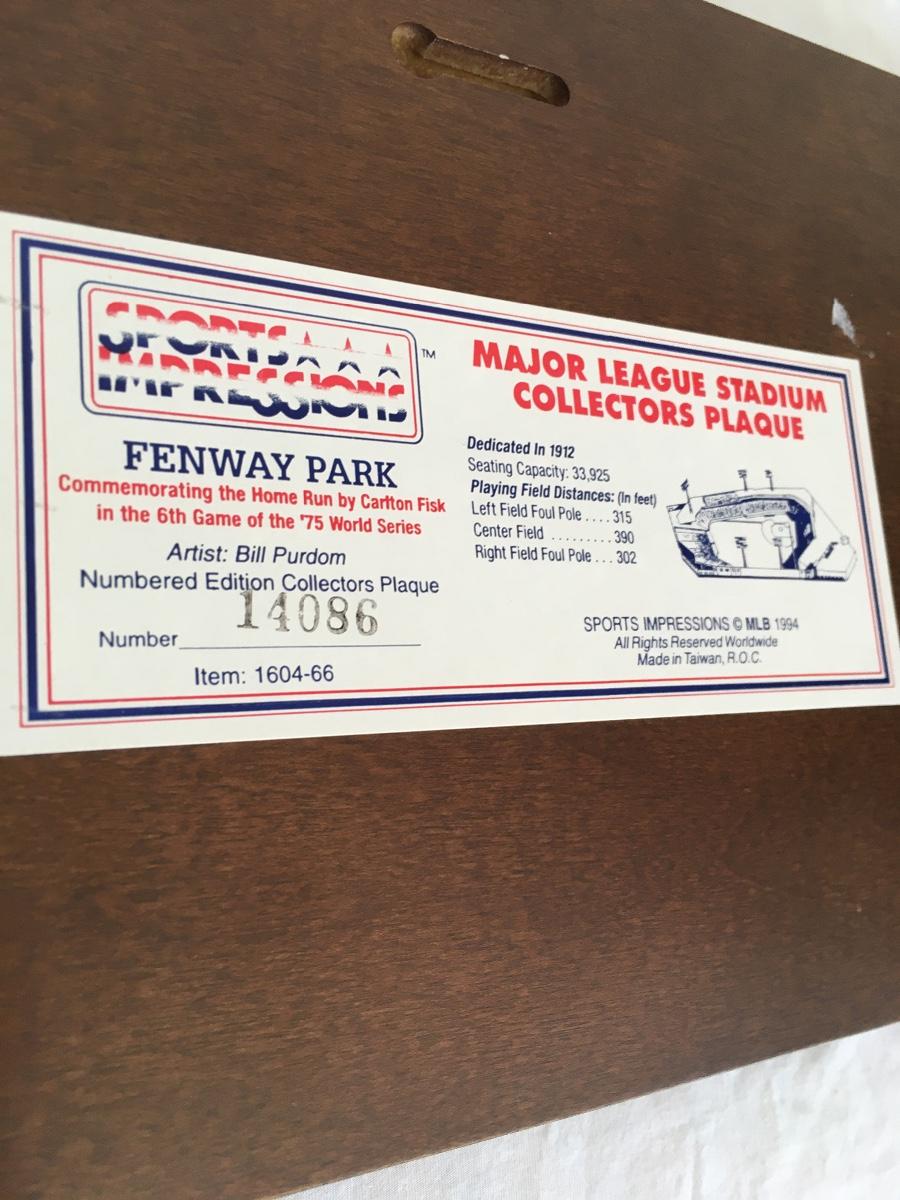 SPORTS
IMPRESSIONS
™
FENWAY PARK
Commemorating the Home Run by Carlton Fisk
in the 6th Game of the '75 World Series
Artist: Bill Purdom
Numbered Edition Collectors Plaque
Number 14086
Item: 1604-66
MAJOR LEAGUE STADIUM
COLLECTORS PLAQUE
Dedicated In 1912
Seating Capacity: 33,925
Playing Field Distances: (In feet)
Left Field Foul Pole .... 315
Center Field ......... 390
Right Field Foul Pole ... 302
SPORTS IMPRESSIONS © MLB 1994
All Rights Reserved Worldwide
Made in Taiwan, R.O.C.